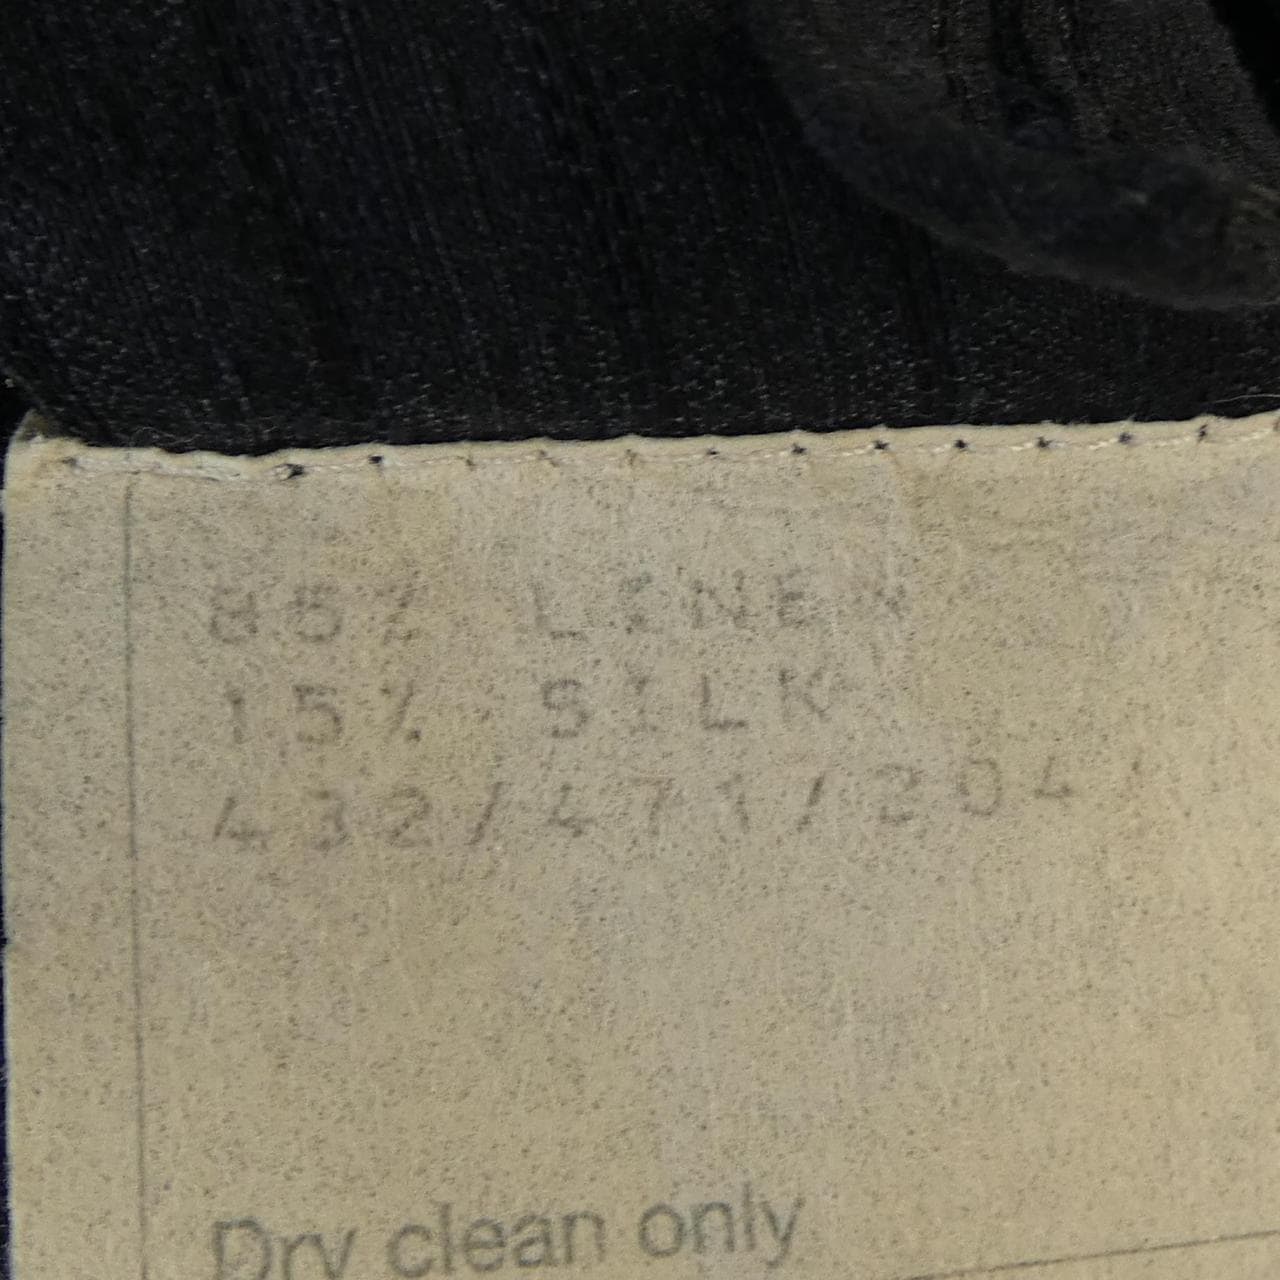 85% LINEN
15% SILK
432/471/204/
Dry clean only